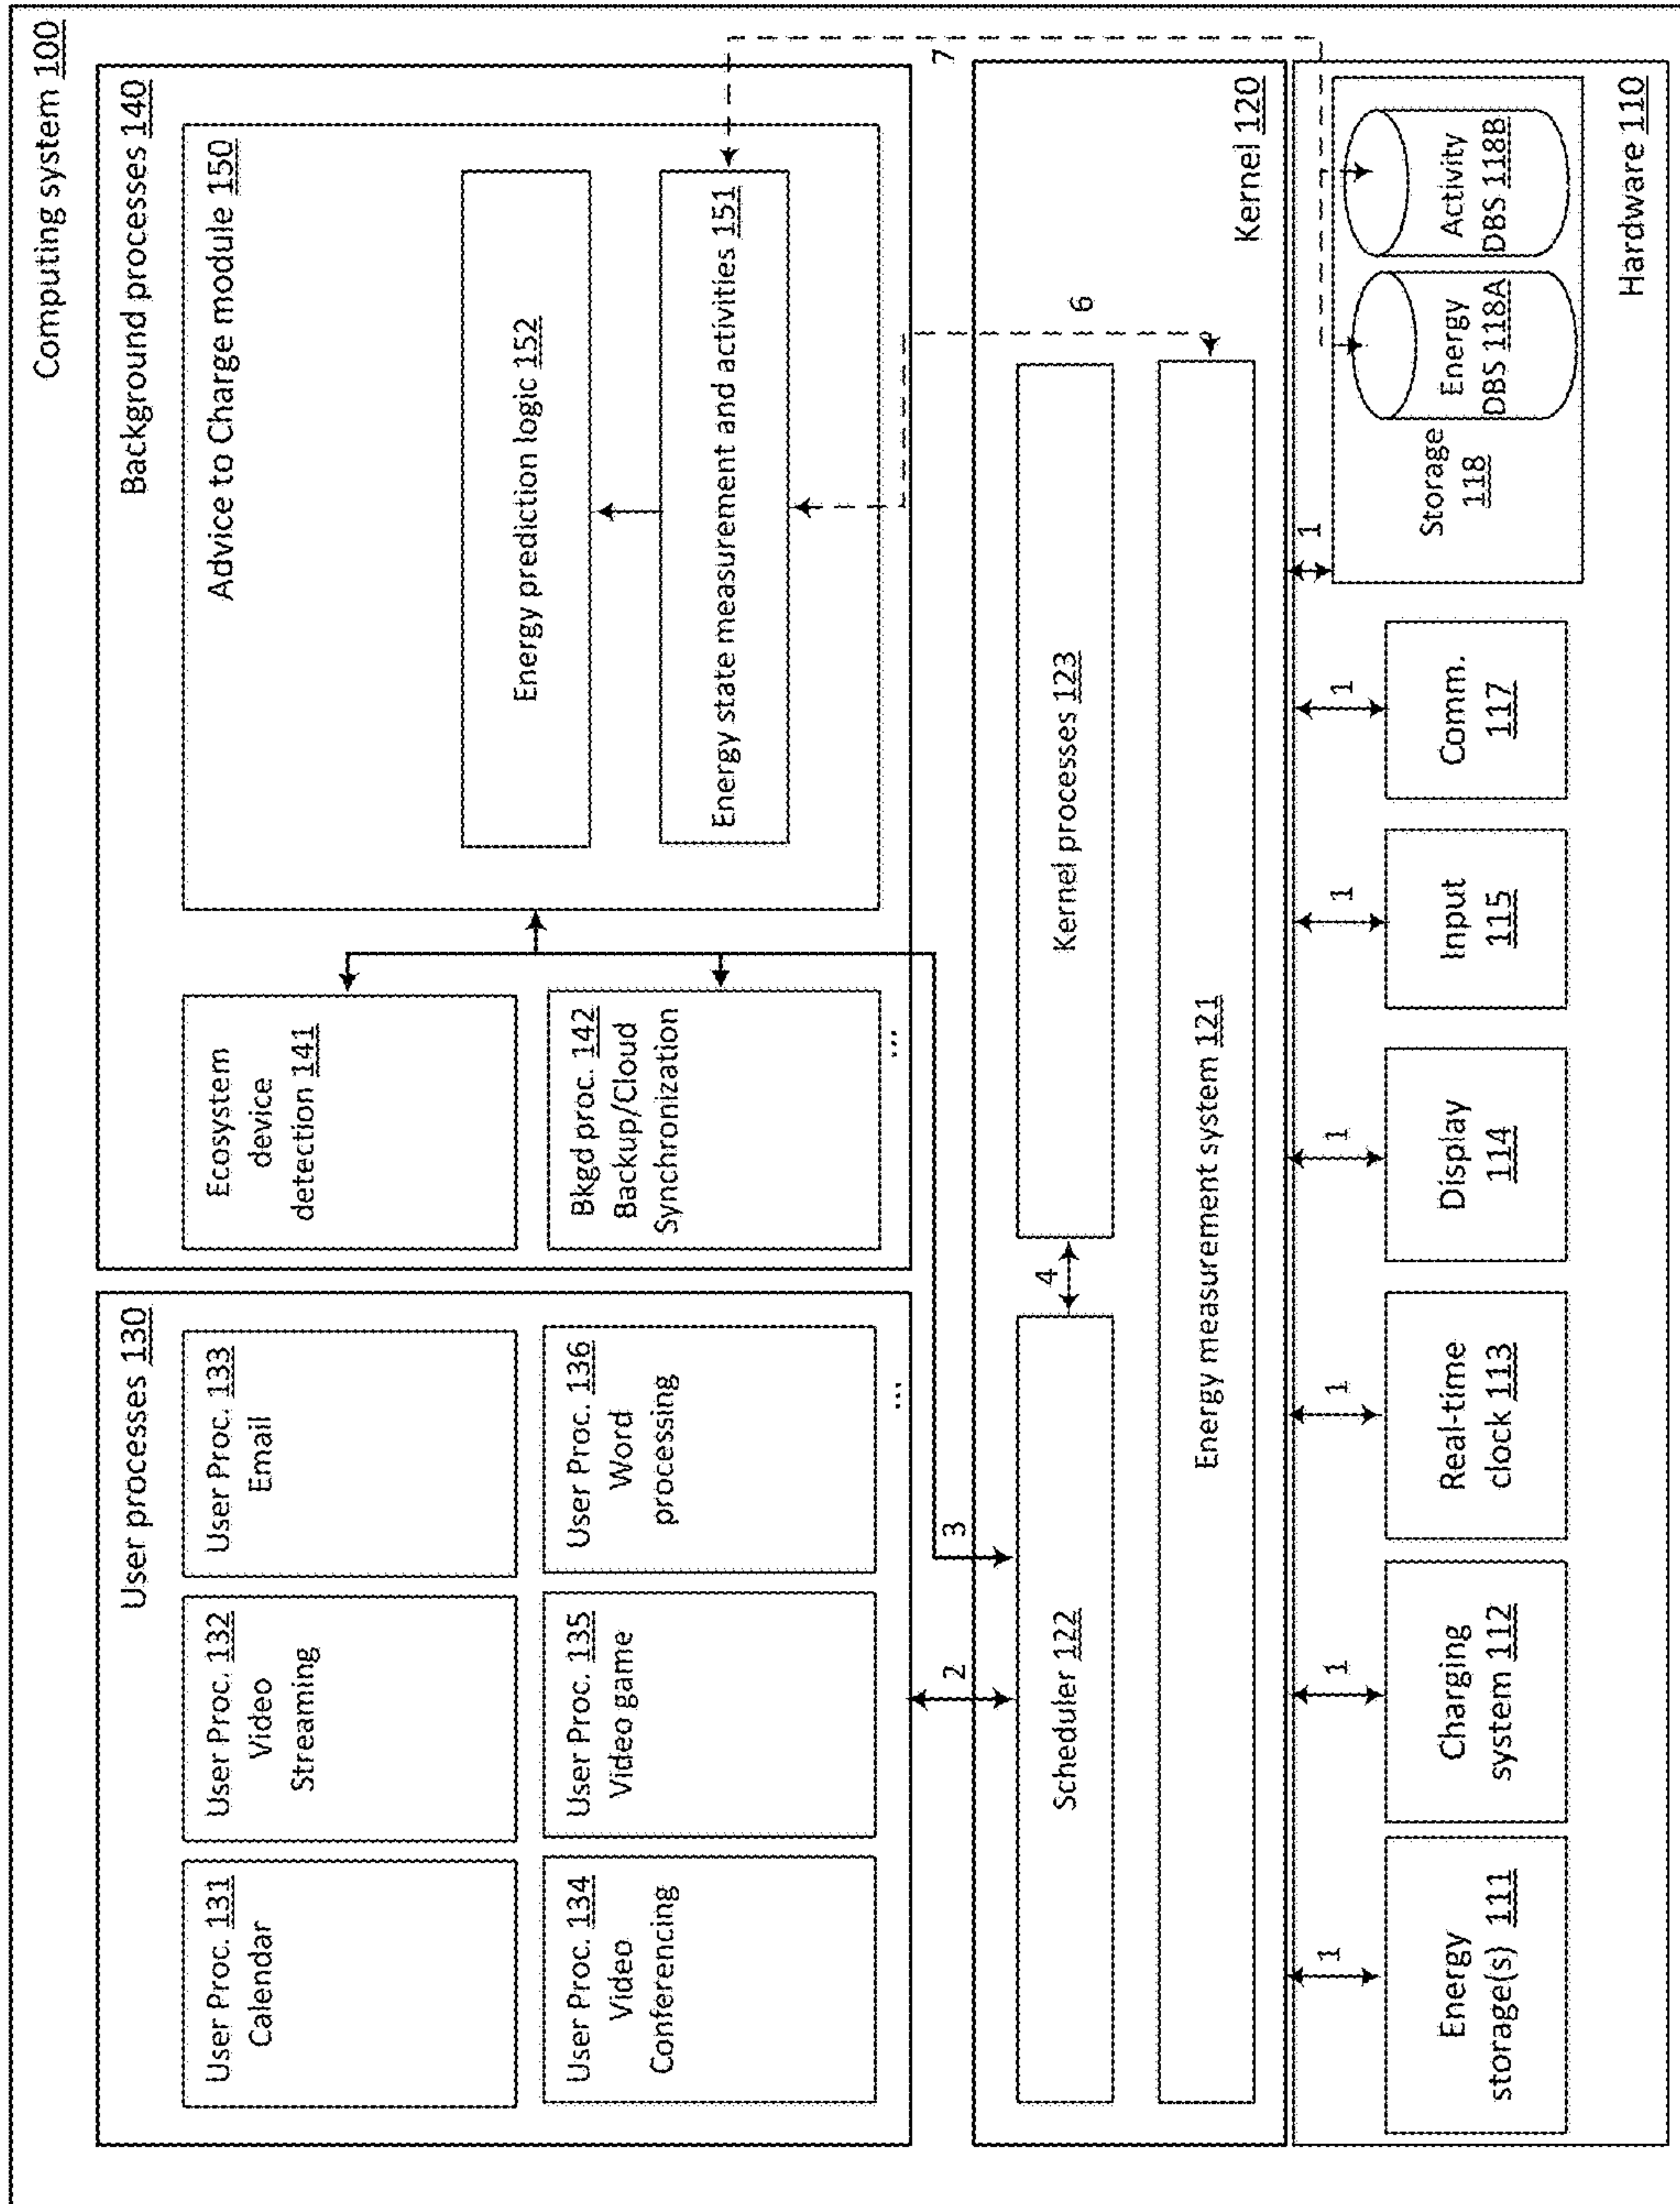 Computing system 100
User processes 130
User Proc. 131
Calendar
User Proc. 132
Video
Streaming
User Proc. 133
Email
User Proc. 134
Video
Conferencing
User Proc. 135
Video game
User Proc. 136
Word
processing
...
Background processes 140
Ecosystem
device
detection 141
Bkgd proc. 142
Backup/Cloud
Synchronization
...
Advice to Charge module 150
Energy prediction logic 152
Energy state measurement and activities 151
2
3
6
7
Scheduler 122
4
Kernel processes 123
Energy measurement system 121
Kernel 120
1
1
1
1
1
1
1
Energy
storage(s) 111
Charging
system 112
Real-time
clock 113
Display
114
Input
115
Comm.
117
Storage
118
Energy
DBS 118A
Activity
DBS 118B
Hardware 110